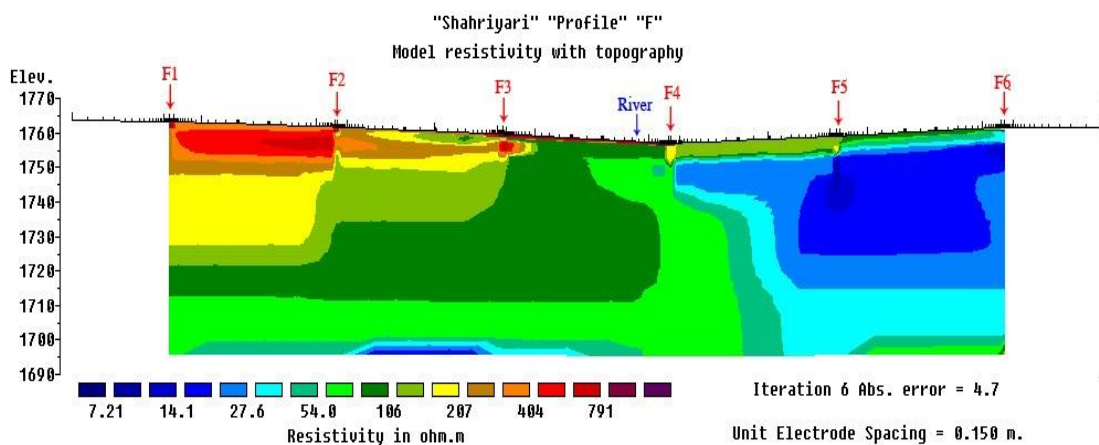 "Shahriyari" "Profile" "F"
Model resistivity with topography
Elev.
F1
F2
F3
River
F4
F5
F6
1770
1760
1750
1740
1730
1720
1710
1700
1690
7.21 14.1 27.6 54.0 106 207 404 791
Resistivity in ohm.m
Iteration 6 Abs. error = 4.7
Unit Electrode Spacing = 0.150 m.